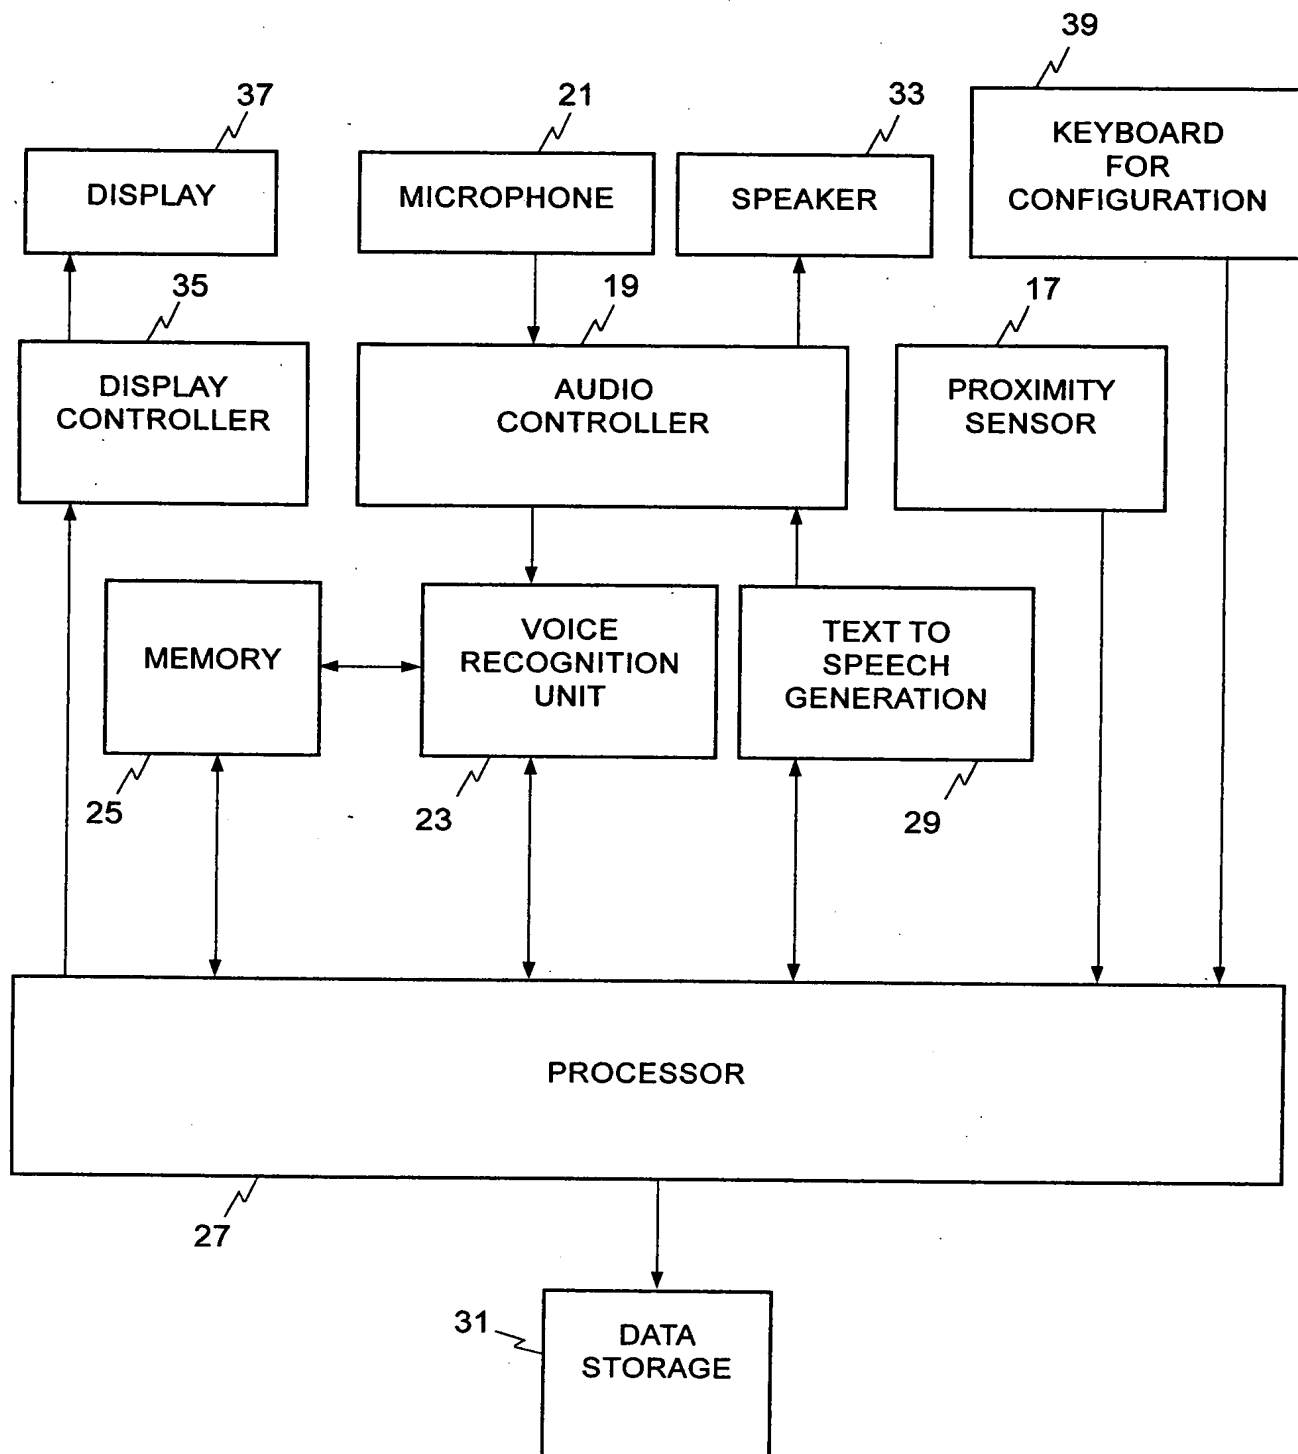 39
37
21
33
KEYBOARD
FOR
CONFIGURATION
DISPLAY
MICROPHONE
SPEAKER
35
19
17
DISPLAY
CONTROLLER
AUDIO
CONTROLLER
PROXIMITY
SENSOR
MEMORY
VOICE
RECOGNITION
UNIT
TEXT TO
SPEECH
GENERATION
25
23
29
PROCESSOR
27
31
DATA
STORAGE